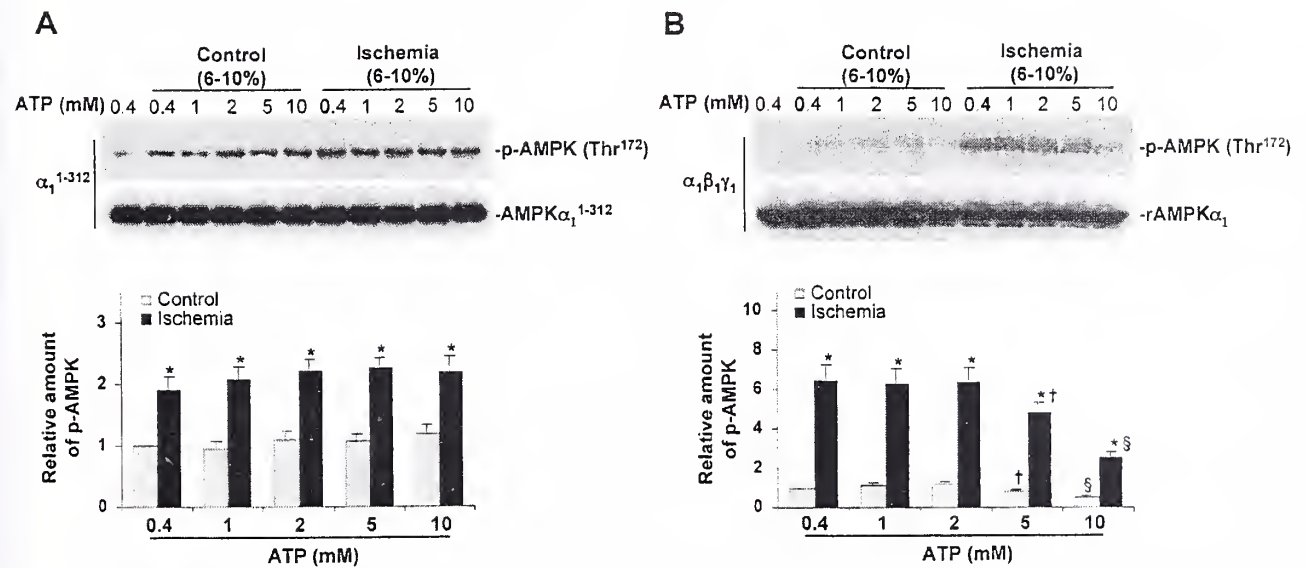 A
Control
(6-10%)
Ischemia
(6-10%)
ATP (mM) 0.4 0.4 1 2 5 10 0.4 1 2 5 10
-p-AMPK (Thr¹⁷²)
α₁¹⁻³¹²
-AMPKα₁¹⁻³¹²
Control
Ischemia
Relative amount
of p-AMPK
3
2
1
0
* * * * *
0.4 1 2 5 10
ATP (mM)
B
Control
(6-10%)
Ischemia
(6-10%)
ATP (mM) 0.4 0.4 1 2 5 10 0.4 1 2 5 10
-p-AMPK (Thr¹⁷²)
α₁β₁γ₁
-rAMPKα₁
Control
Ischemia
Relative amount
of p-AMPK
10
8
6
4
2
0
* * * *† *§
† §
0.4 1 2 5 10
ATP (mM)